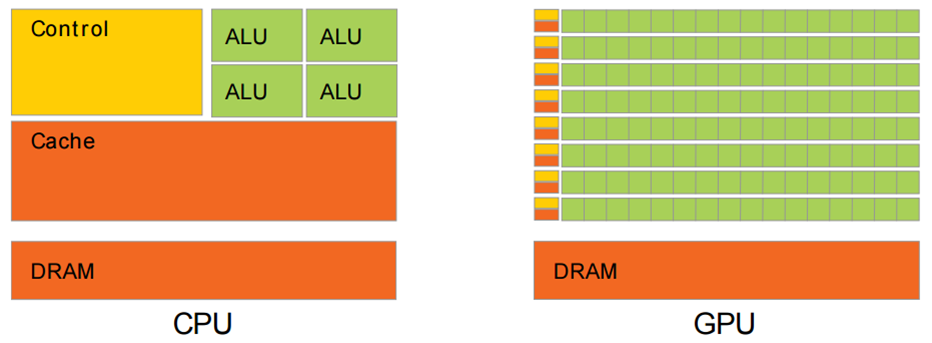 Control
ALU ALU
ALU ALU
Cache
DRAM
CPU
DRAM
GPU